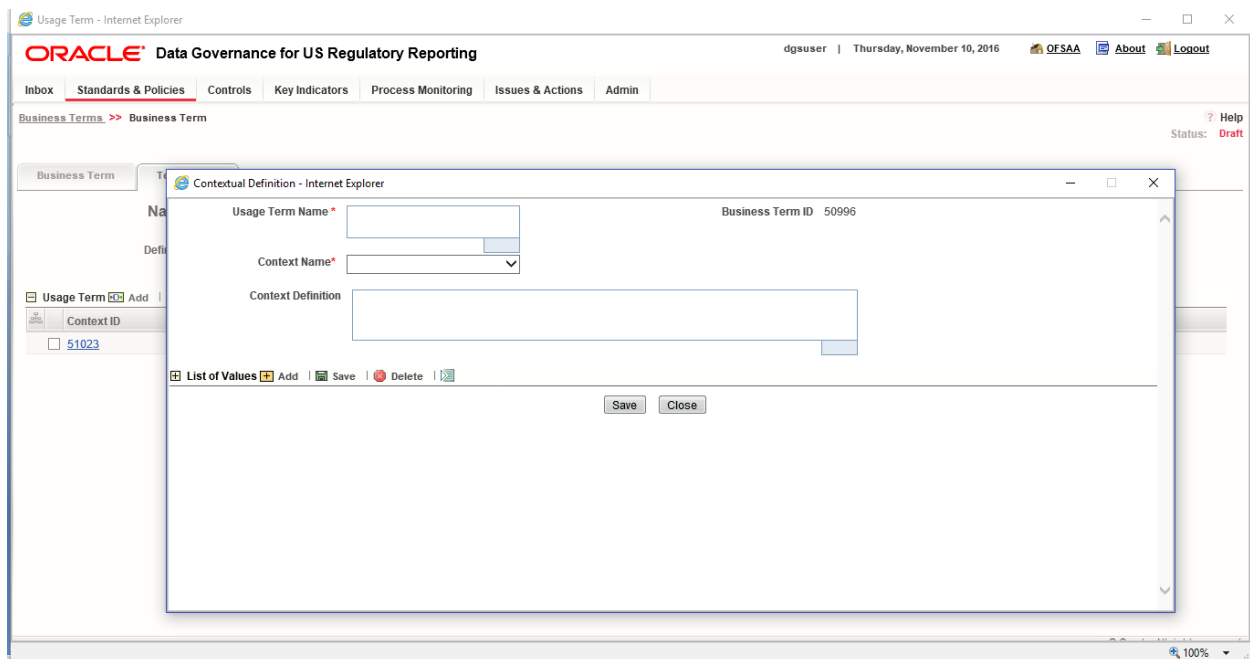 Usage Term - Internet Explorer
ORACLE® Data Governance for US Regulatory Reporting
dgsuser | Thursday, November 10, 2016 OFSAA About Logout
Inbox Standards & Policies Controls Key Indicators Process Monitoring Issues & Actions Admin
Business Terms >> Business Term
? Help
Status: Draft
Business Term
Contextual Definition - Internet Explorer
Na
Usage Term Name *
Business Term ID 50996
Defi
Context Name*
Context Definition
Usage Term Add |
Context ID
51023
List of Values Add | Save | Delete |
Save Close
100%